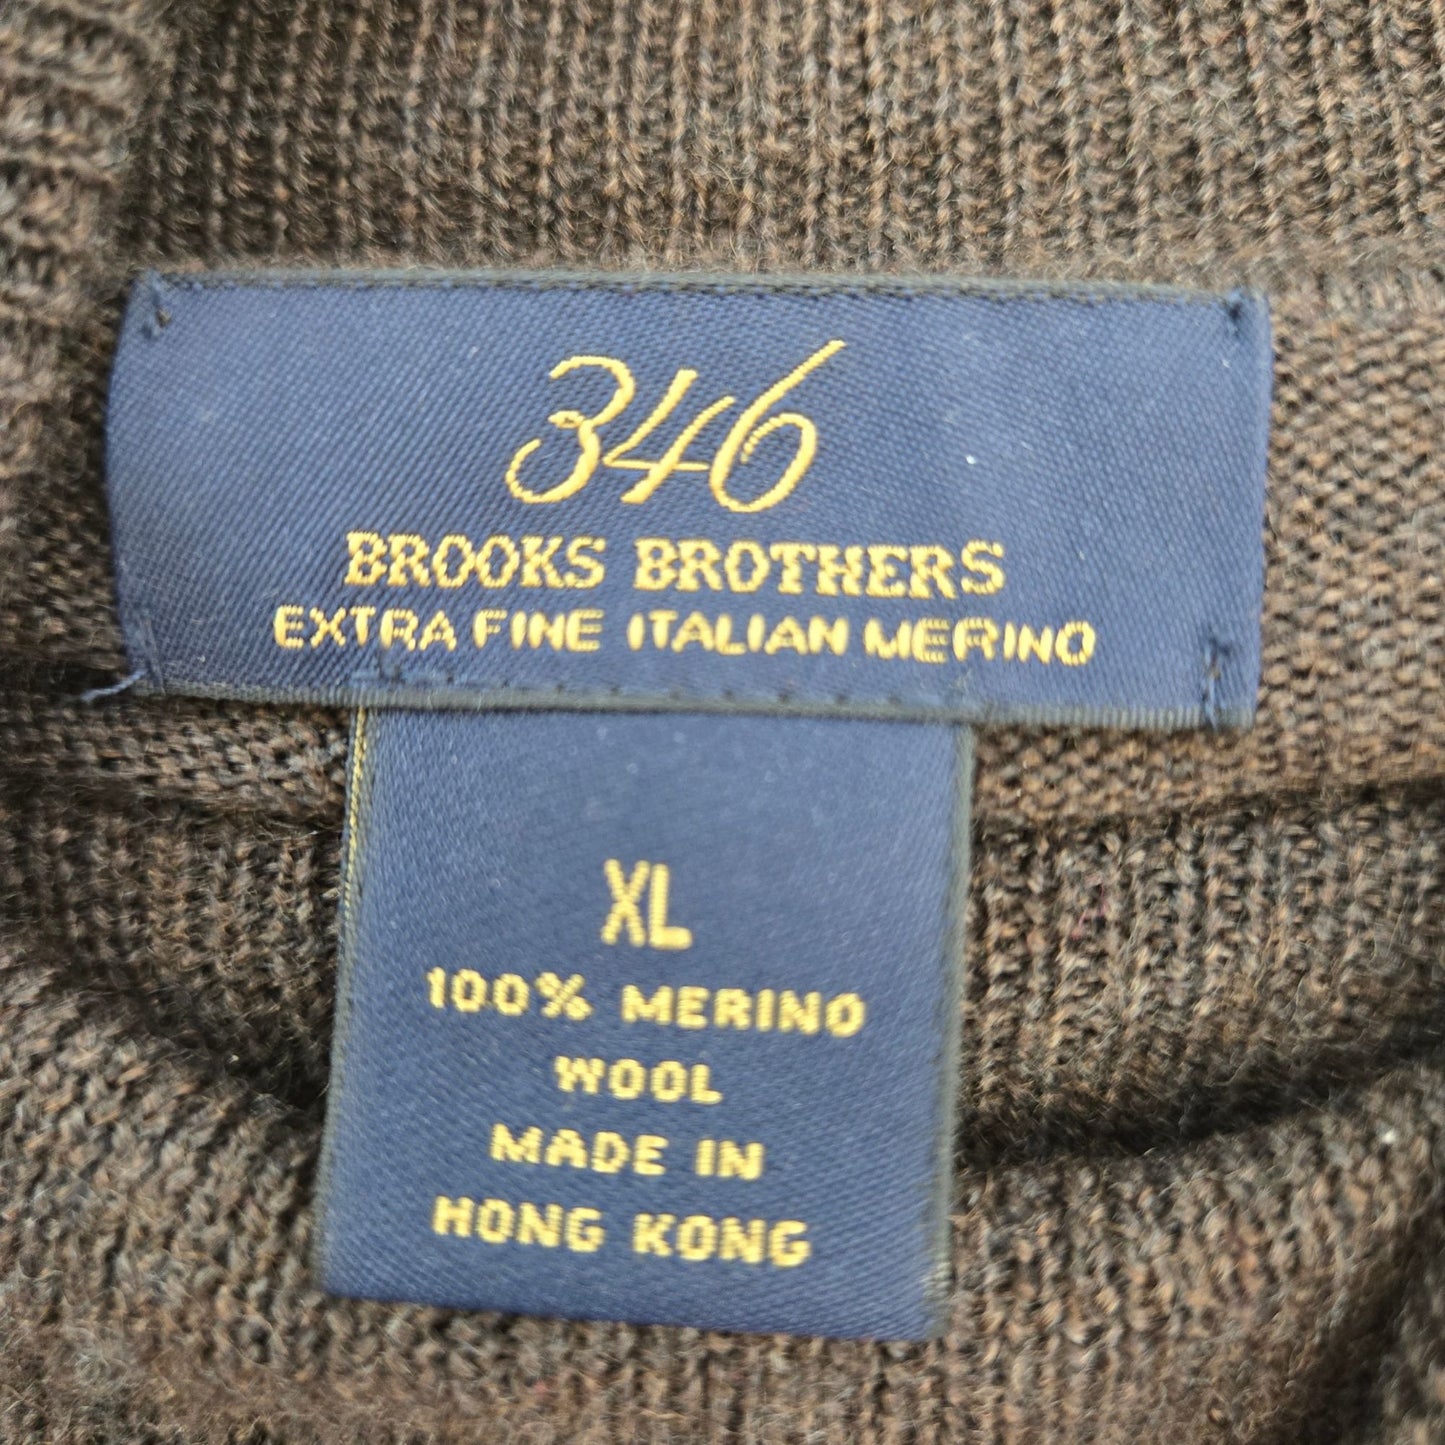 346
BROOKS BROTHERS
EXTRA FINE ITALIAN MERINO
XL
100% MERINO
WOOL
MADE IN
HONG KONG